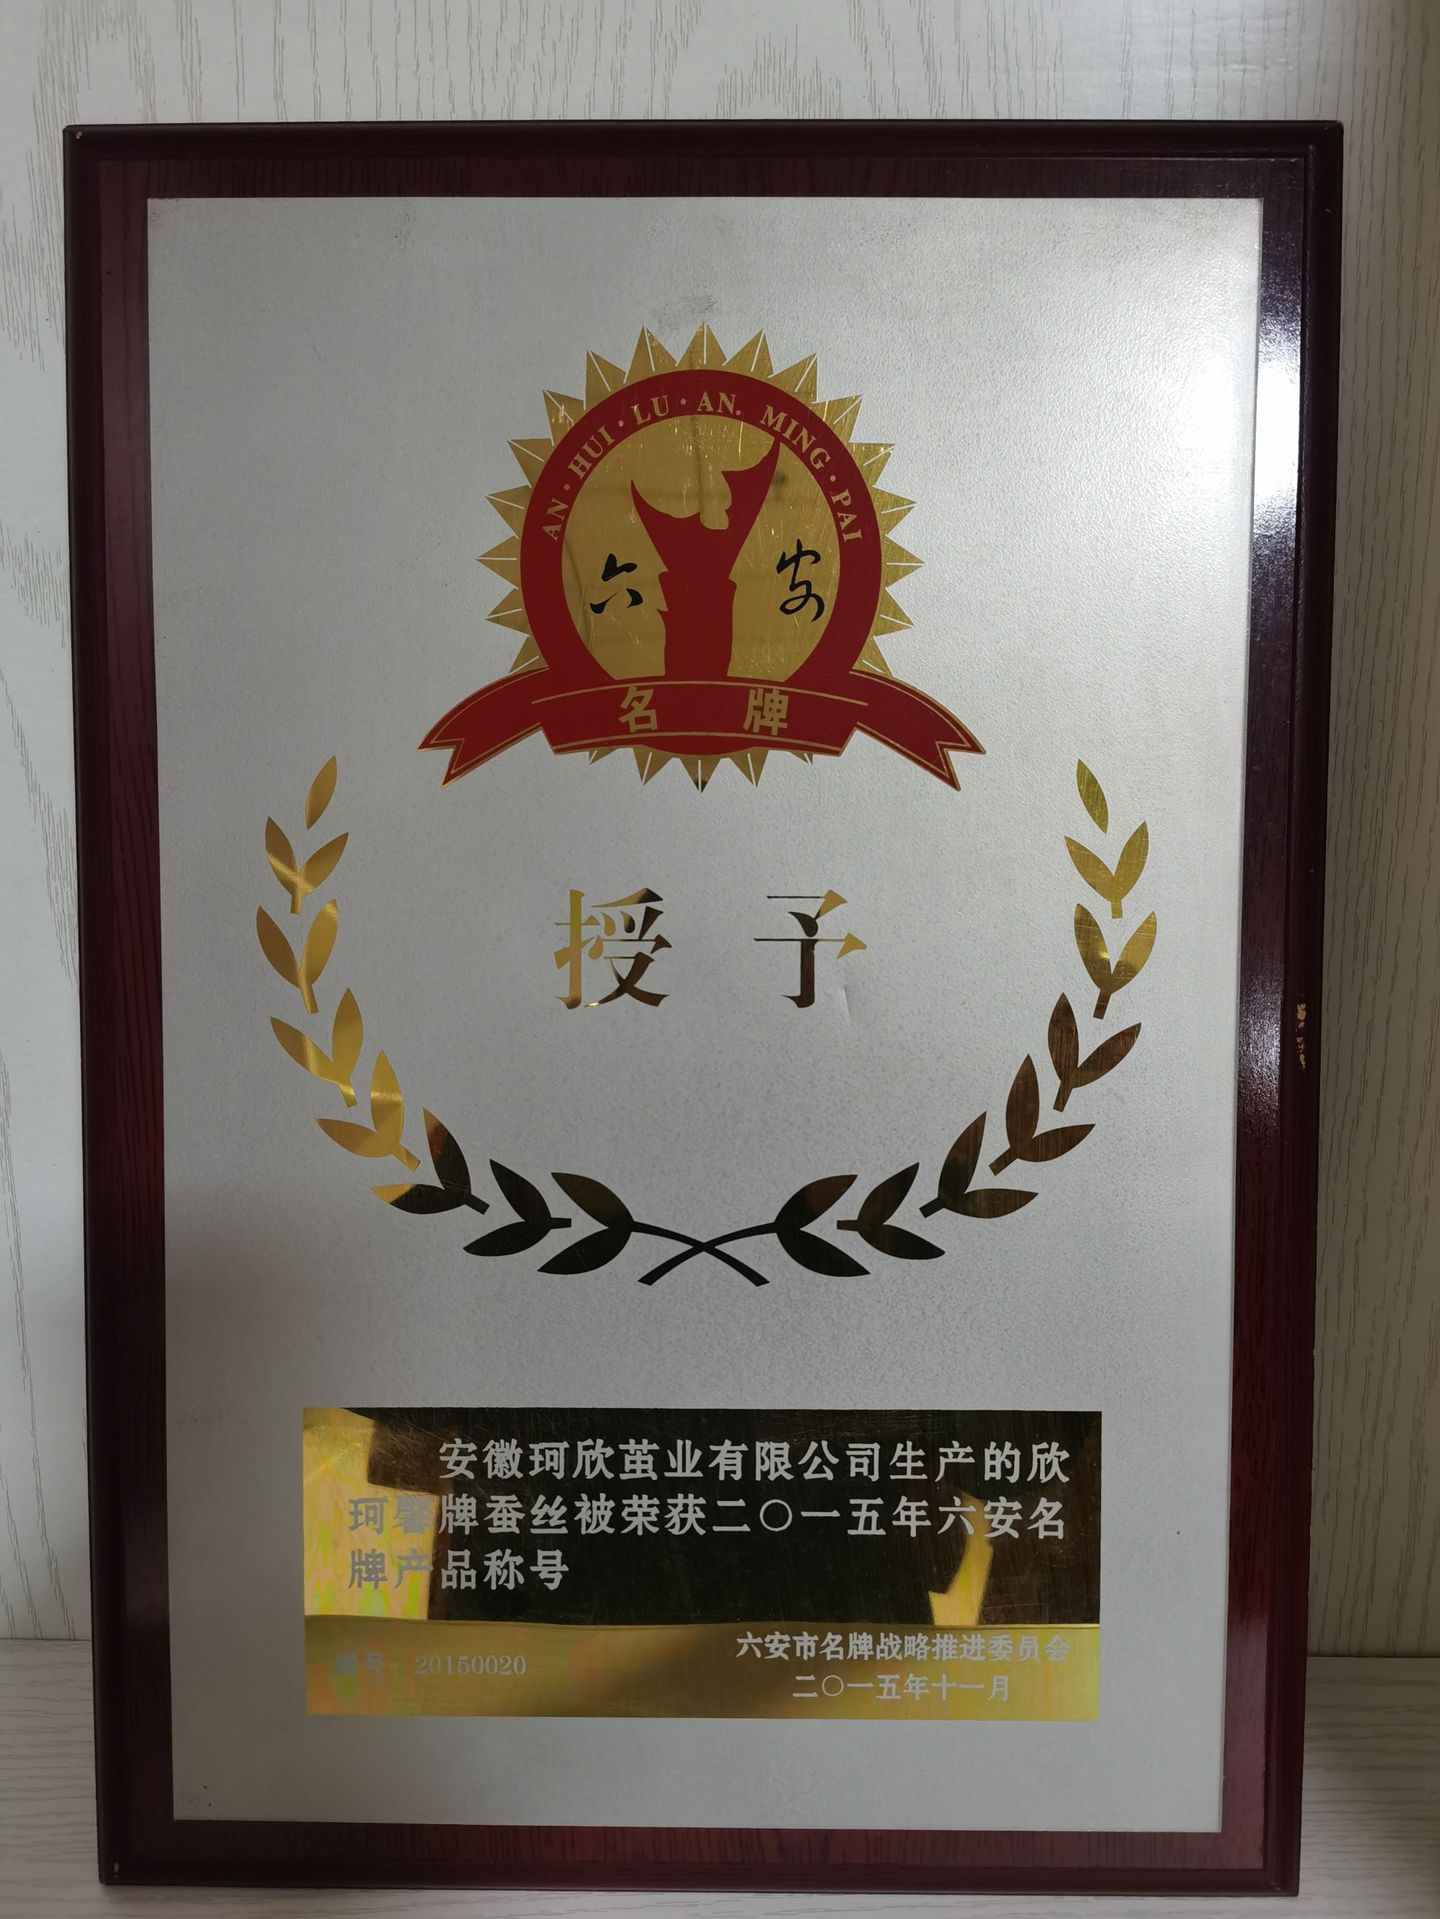 AN·HUI·LU·AN. MING·PAI
六安
名牌
授予
安徽珂欣茧业有限公司生产的欣
珂馨牌蚕丝被荣获二〇一五年六安名
牌产品称号
编号：20150020
六安市名牌战略推进委员会
二〇一五年十一月